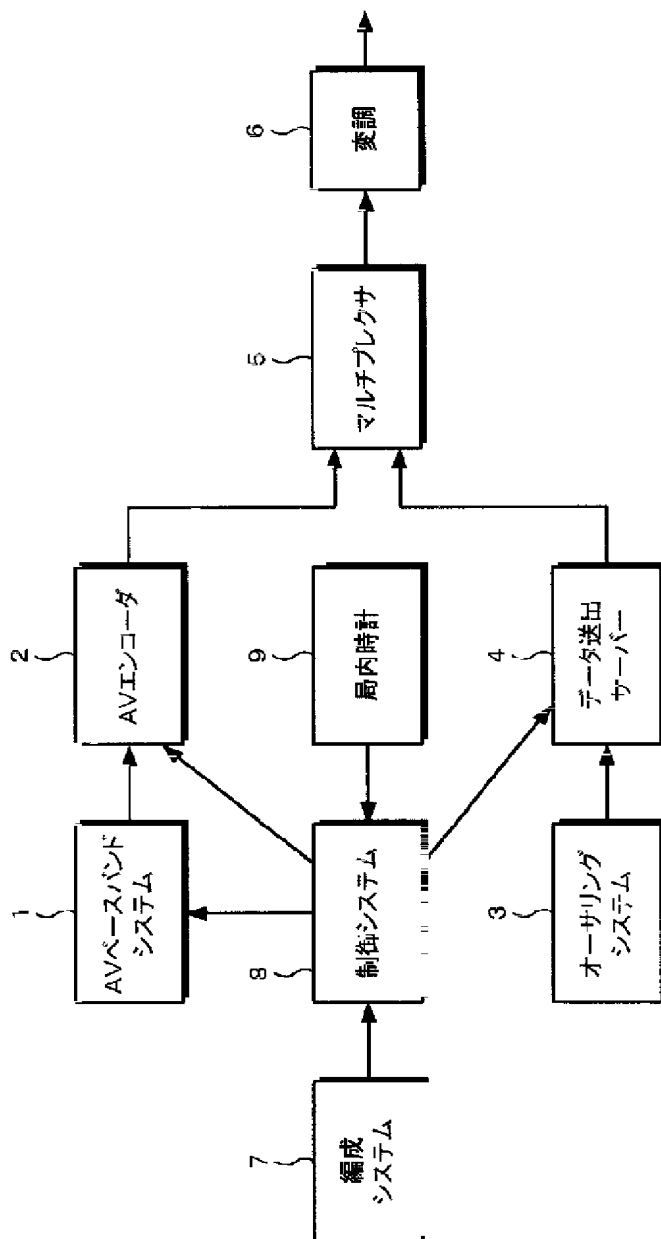 1
AVベースバンド
システム
2
AVエンコーダ
7
編成
システム
8
制御システム
9
局内時計
5
マルチプレクサ
6
変調
3
オーサリング
システム
4
データ送出
サーバー